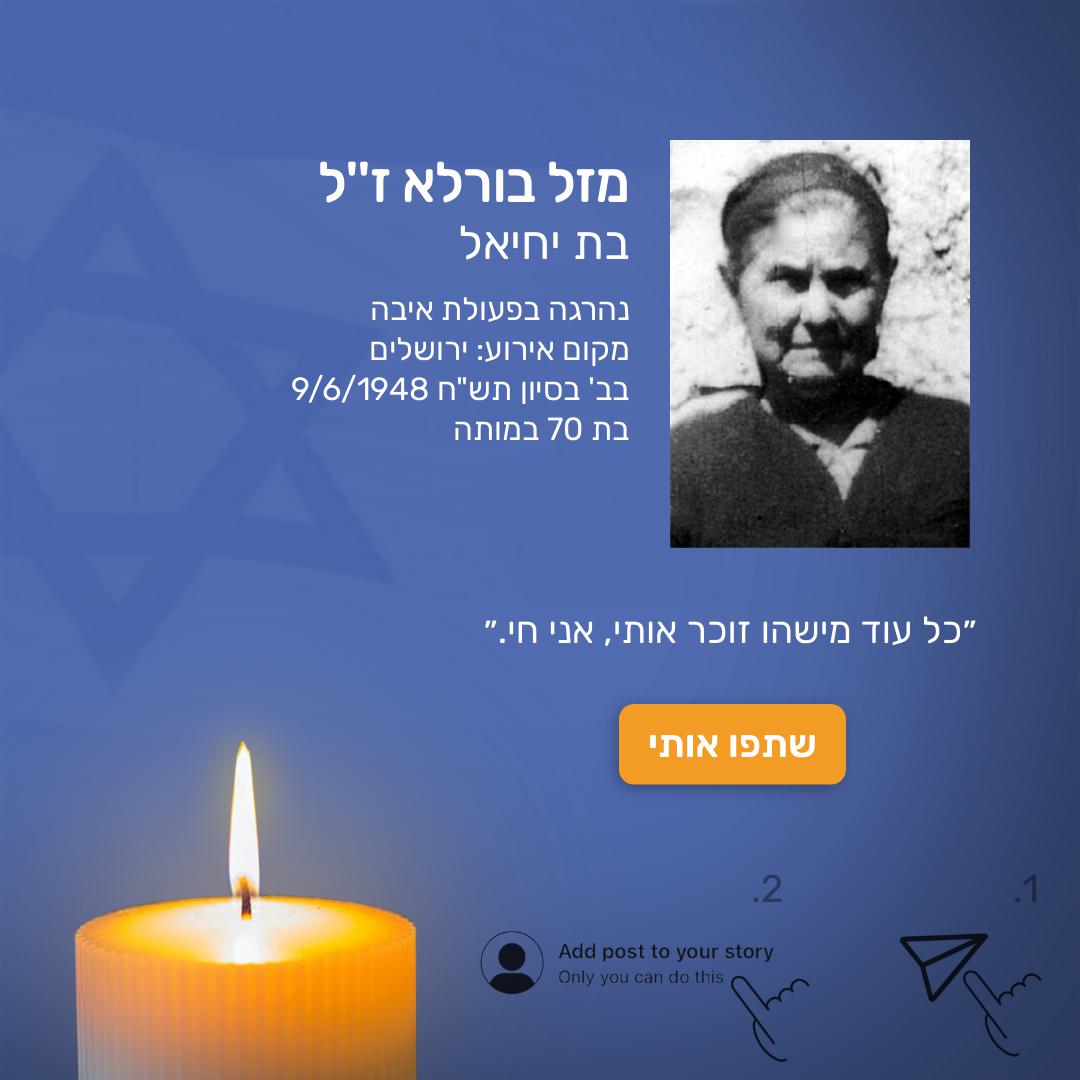 מזל בורלא ז"ל
בת יחיאל
נהרגה בפעולת איבה
מקום אירוע: ירושלים
בב' בסיון תש"ח 9/6/1948
בת 70 במותה
״כל עוד מישהו זוכר אותי, אני חי.״
שתפו אותי
1.
2.
Add post to your story
Only you can do this